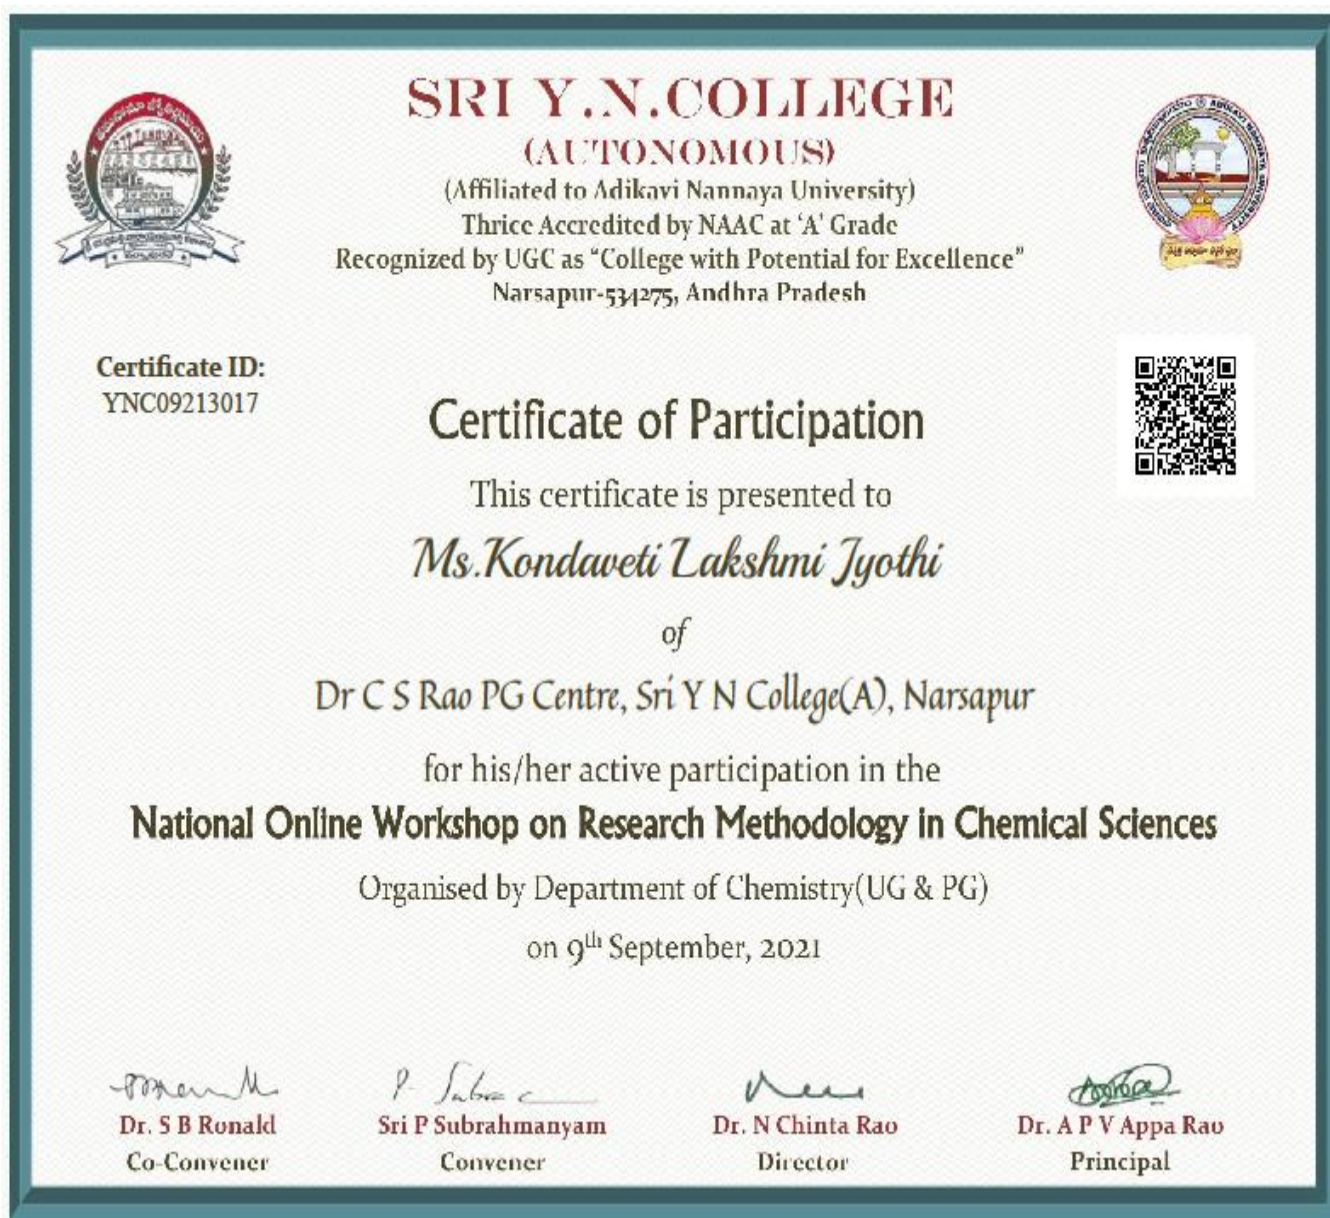 SRI Y.N.COLLEGE
(AUTONOMOUS)
(Affiliated to Adikavi Nannaya University)
Thrice Accredited by NAAC at ‘A’ Grade
Recognized by UGC as “College with Potential for Excellence”
Narsapur-534275, Andhra Pradesh
Certificate ID:
YNC09213017
Certificate of Participation
This certificate is presented to
Ms.Kondaveti Lakshmi Jyothi
of
Dr C S Rao PG Centre, Sri Y N College(A), Narsapur
for his/her active participation in the
National Online Workshop on Research Methodology in Chemical Sciences
Organised by Department of Chemistry(UG & PG)
on 9th September, 2021
Dr. S B Ronald
Sri P Subrahmanyam
Dr. N Chinta Rao
Dr. A P V Appa Rao
Co-Convener
Convener
Director
Principal